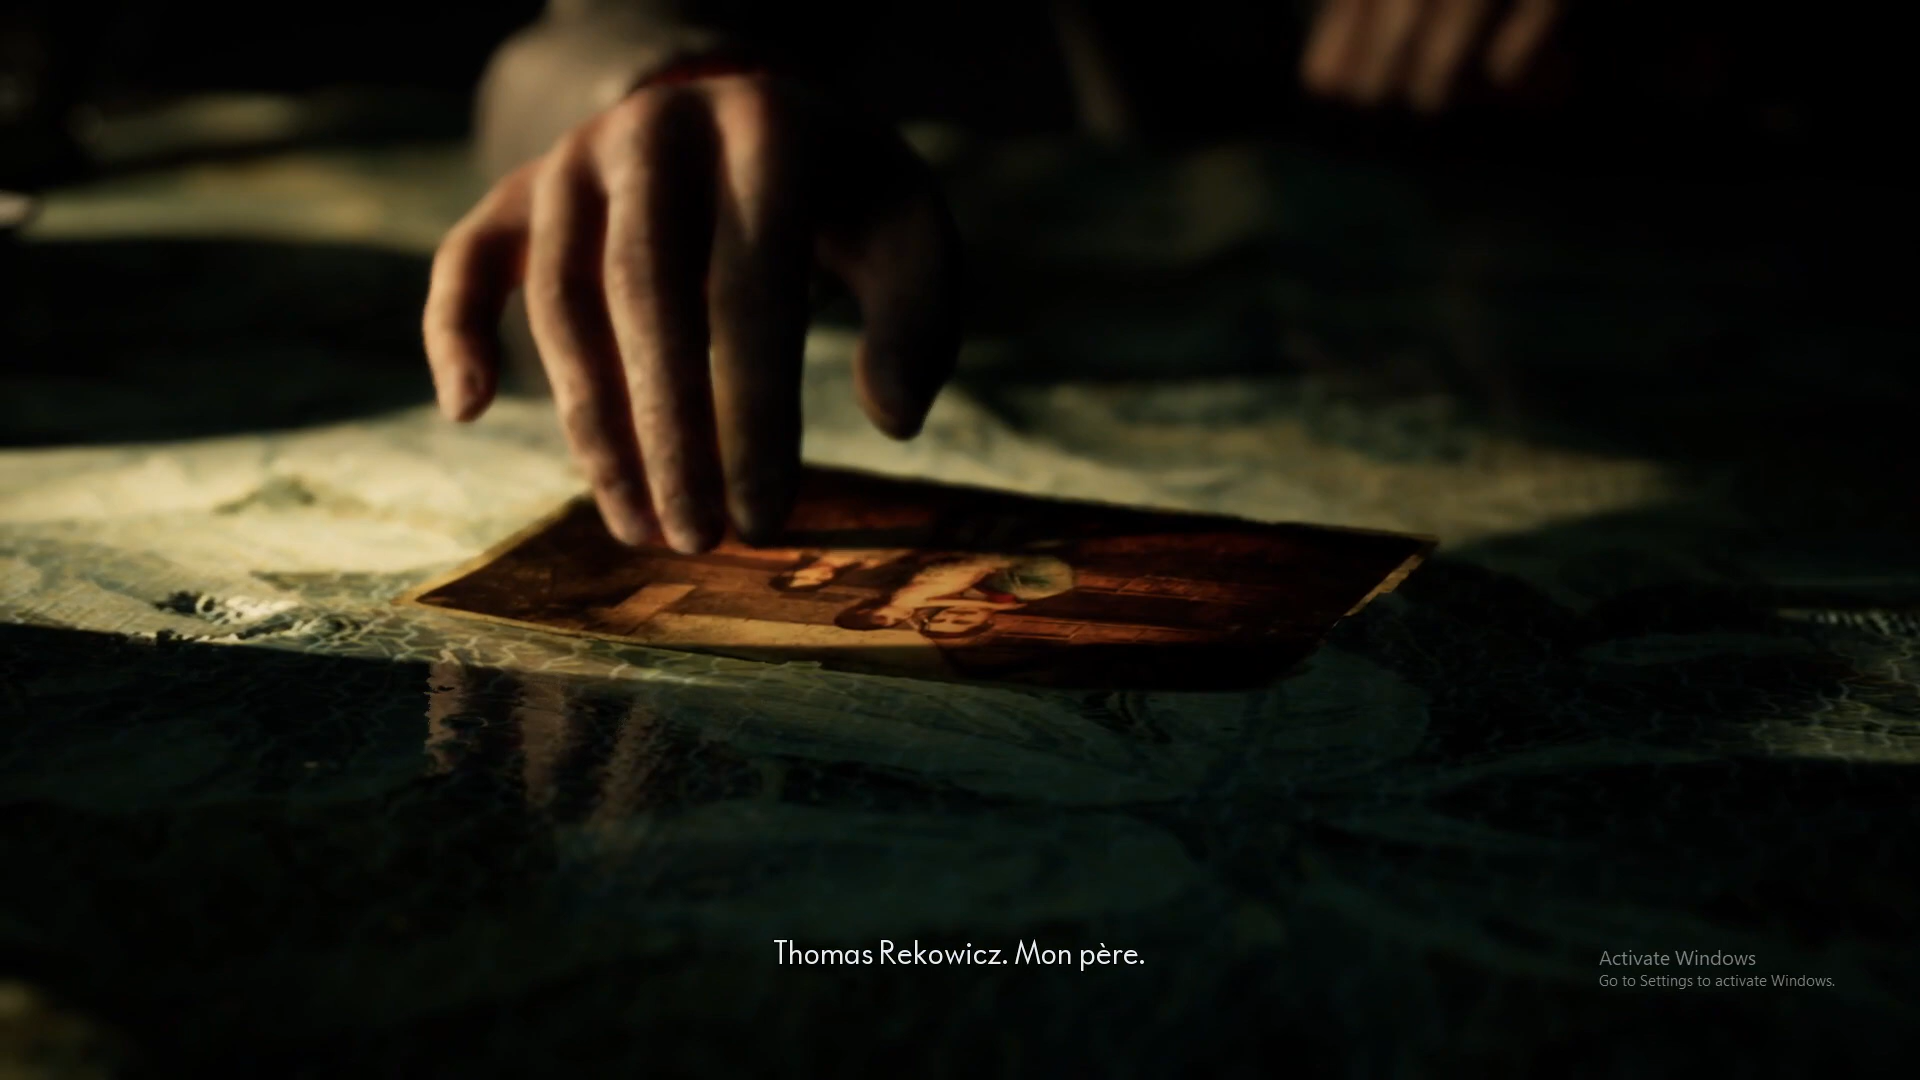 Thomas Rekowicz. Mon père.
Activate Windows
Go to Settings to activate Windows.